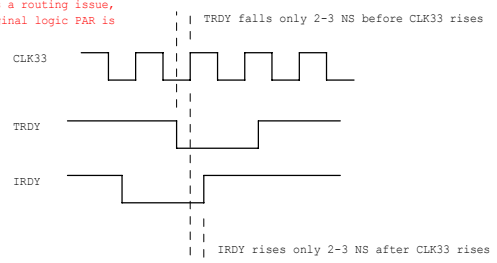 a routing issue,
inal logic PAR is
TRDY falls only 2-3 NS before CLK33 rises
CLK33
TRDY
IRDY
IRDY rises only 2-3 NS after CLK33 rises